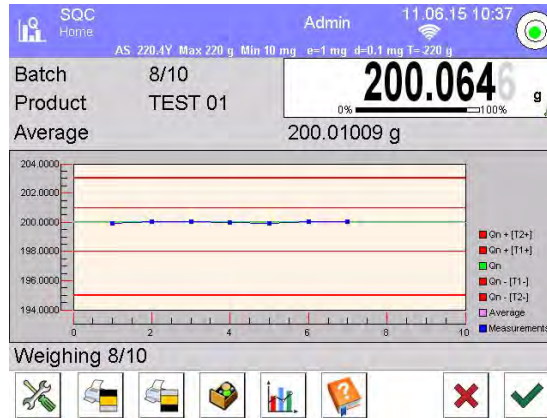 SQC
Home
Admin
11.06.15 10:37
AS 220.4Y Max 220 g Min 10 mg e=1 mg d=0.1 mg T=-220 g
Batch 8/10
Product TEST 01
200.0646 g
0% 100%
Average 200.01009 g
204.0000
202.0000
200.0000
198.0000
196.0000
194.0000
0 2 4 6 8 10
Qn + [T2+]
Qn + [T1+]
Qn
Qn - [T1-]
Qn - [T2-]
Average
Measurements
Weighing 8/10